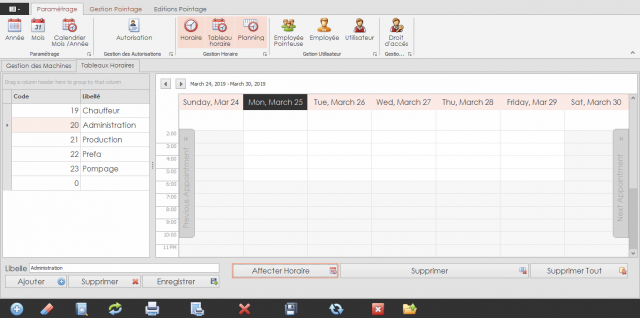 Paramétrage Gestion Pointage Editions Pointage
Année Mois Calendrier Mois /Année Autorisation Horaire Tableau horaire Planning Employée Pointeuse Employée Utilisateur Droit d'accés
Paramétrage Gestion des Autorisations Gestion Horaire Gestion Utilisateur Gestio...
Gestion des Machines Tableaux Horaires
Drag a column header here to group by that column
March 24, 2019 - March 30, 2019
Code Libellé
Sunday, Mar 24 Mon, March 25 Tue, March 26 Wed, March 27 Thu, March 28 Friday, Mar 29 Sat, March 30
19 Chauffeur
20 Administration
21 Production
22 Prefa
23 Pompage
0
2:00
3:00
4:00
5:00
6:00
7:00
8:00
9:00
10:00
11 PM
Previous Appointment
Next Appointment
Libelle Administration
Affecter Horaire Supprimer Supprimer Tout
Ajouter Supprimer Enregistrer